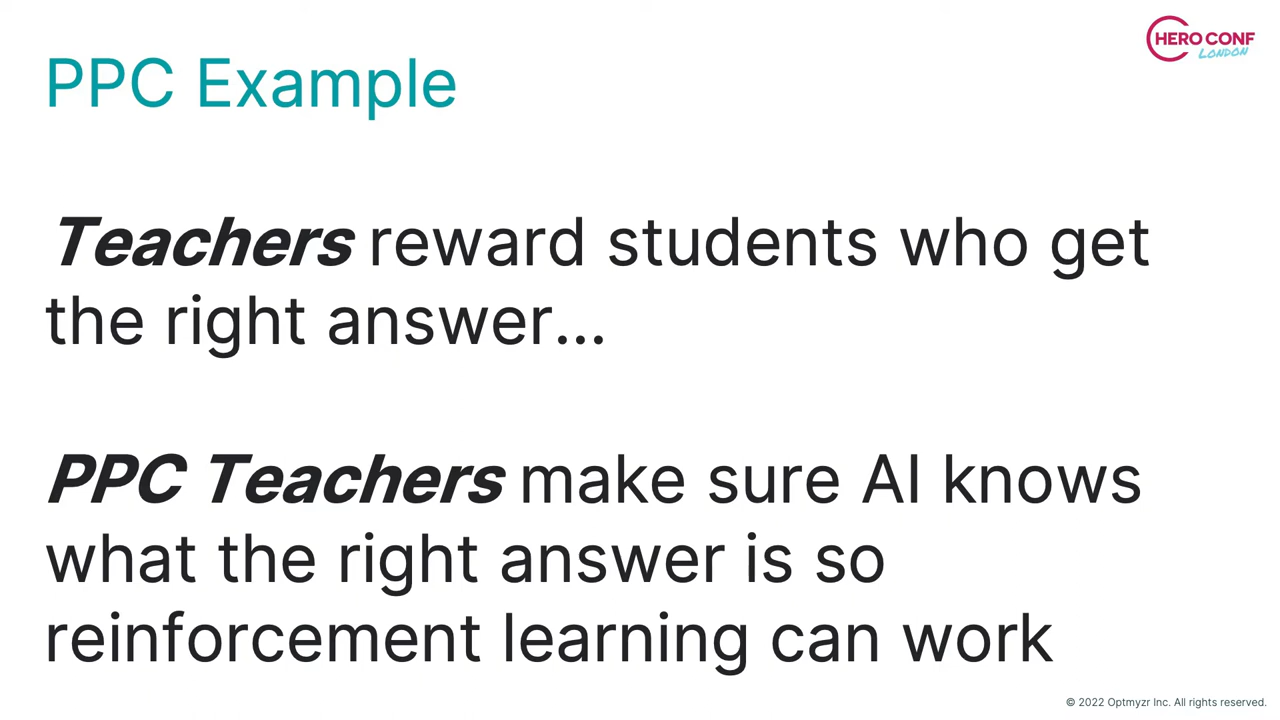 HERO CONF
LONDON
PPC Example
Teachers reward students who get
the right answer...
PPC Teachers make sure AI knows
what the right answer is so
reinforcement learning can work
© 2022 Optmyzr Inc. All rights reserved.